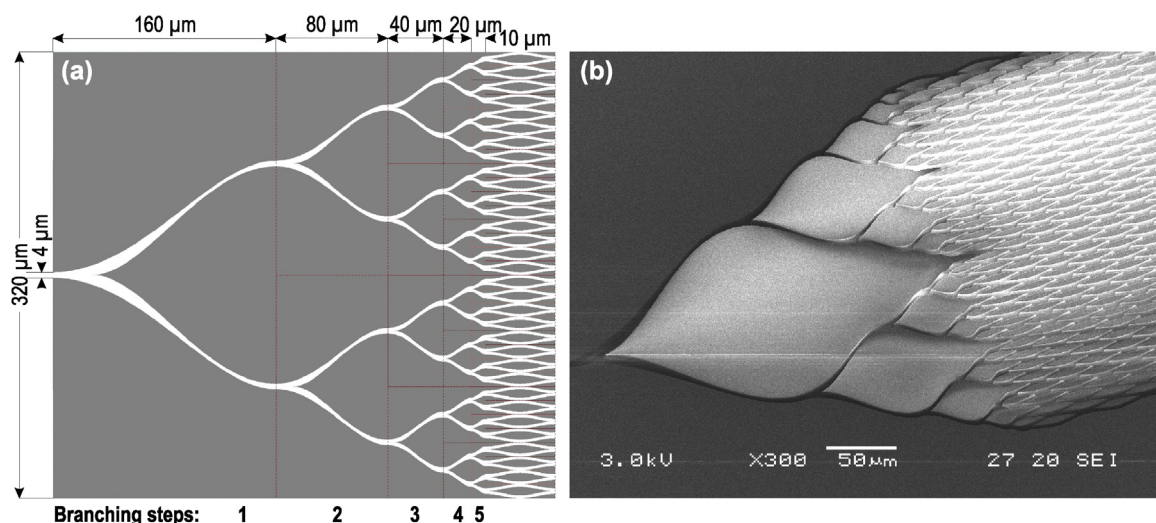 160 µm 80 µm 40 µm 20 µm 10 µm
(a)
320 µm
4 µm
Branching steps: 1 2 3 4 5
(b)
3.0kV X300 50µm 27 20 SEI